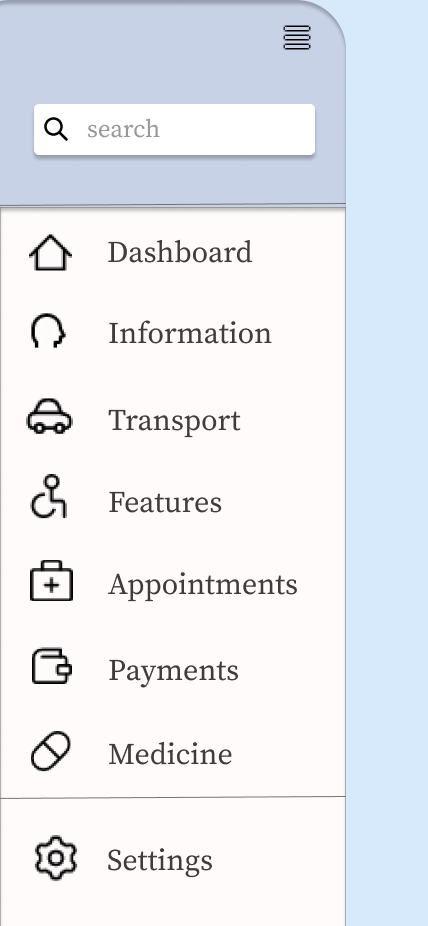 search
Dashboard
Information
Transport
Features
Appointments
Payments
Medicine
Settings